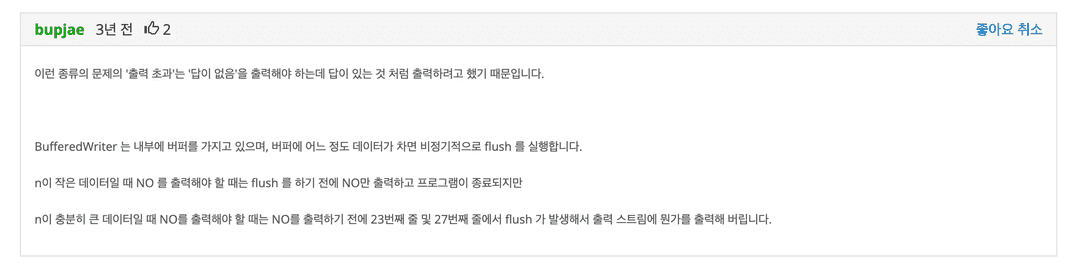 bupjae 3년 전 2 좋아요 취소
이런 종류의 문제의 '출력 초과'는 '답이 없음'을 출력해야 하는데 답이 있는 것 처럼 출력하려고 했기 때문입니다.
BufferedWriter 는 내부에 버퍼를 가지고 있으며, 버퍼에 어느 정도 데이터가 차면 비정기적으로 flush 를 실행합니다.
n이 작은 데이터일 때 NO 를 출력해야 할 때는 flush 를 하기 전에 NO만 출력하고 프로그램이 종료되지만
n이 충분히 큰 데이터일 때 NO를 출력해야 할 때는 NO를 출력하기 전에 23번째 줄 및 27번째 줄에서 flush 가 발생해서 출력 스트림에 뭔가를 출력해 버립니다.